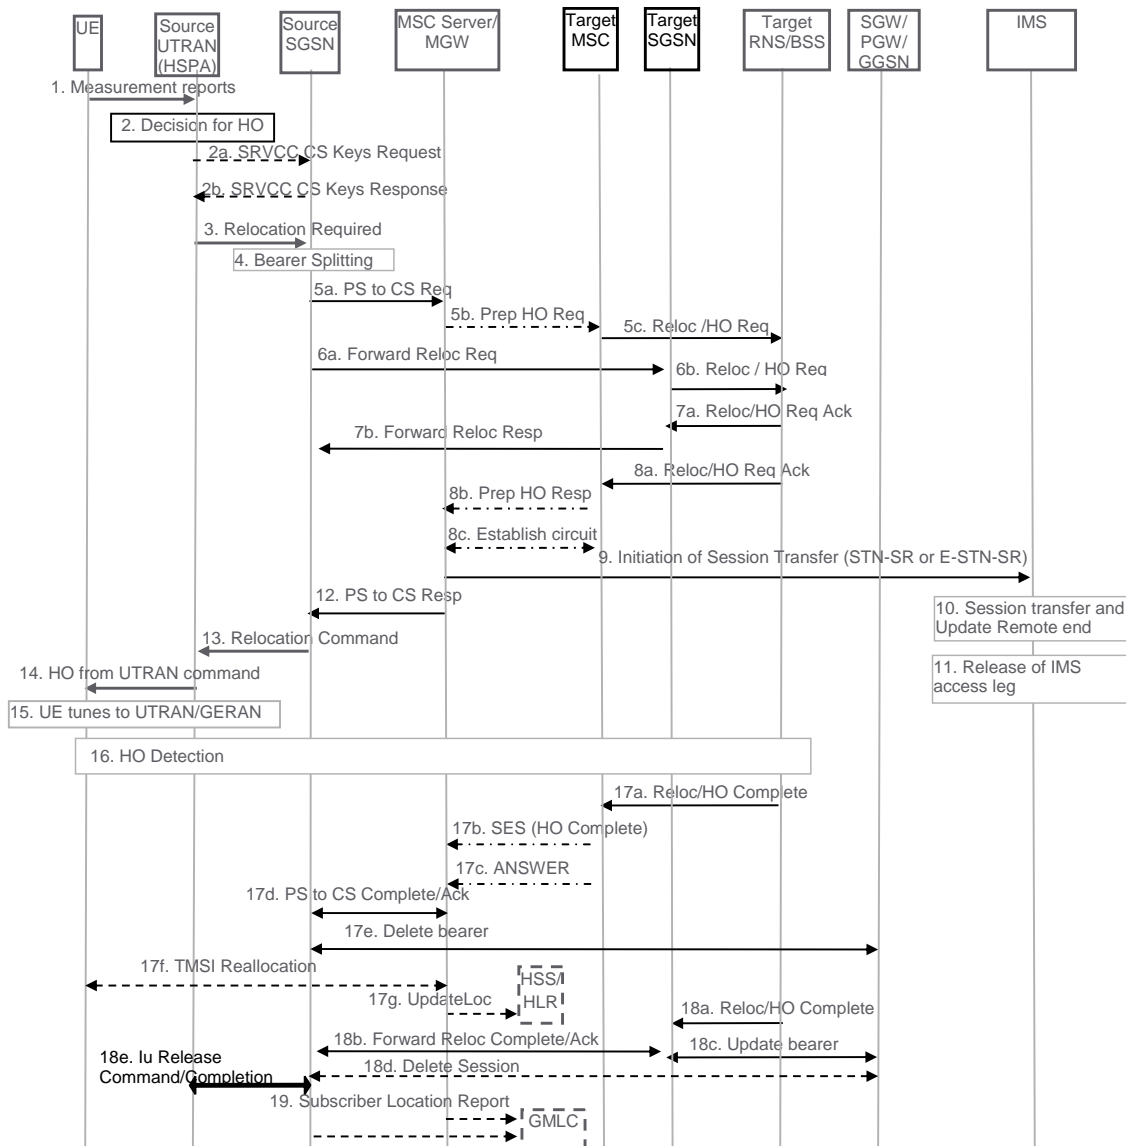 UE
Source
UTRAN
(HSPA)
Source
SGSN
MSC Server/
MGW
Target
MSC
Target
SGSN
Target
RNS/BSS
SGW/
PGW/
GGSN
IMS
1. Measurement reports
2. Decision for HO
2a. SRVCC CS Keys Request
2b. SRVCC CS Keys Response
3. Relocation Required
4. Bearer Splitting
5a. PS to CS Req
5b. Prep HO Req
5c. Reloc /HO Req
6a. Forward Reloc Req
6b. Reloc / HO Req
7a. Reloc/HO Req Ack
7b. Forward Reloc Resp
8a. Reloc/HO Req Ack
8b. Prep HO Resp
8c. Establish circuit
9. Initiation of Session Transfer (STN-SR or E-STN-SR)
12. PS to CS Resp
10. Session transfer and
Update Remote end
13. Relocation Command
14. HO from UTRAN command
11. Release of IMS
access leg
15. UE tunes to UTRAN/GERAN
16. HO Detection
17a. Reloc/HO Complete
17b. SES (HO Complete)
17c. ANSWER
17d. PS to CS Complete/Ack
17e. Delete bearer
17f. TMSI Reallocation
HSS/
HLR
17g. UpdateLoc
18a. Reloc/HO Complete
18b. Forward Reloc Complete/Ack
18c. Update bearer
18e. Iu Release
Command/Completion
18d. Delete Session
19. Subscriber Location Report
GMLC